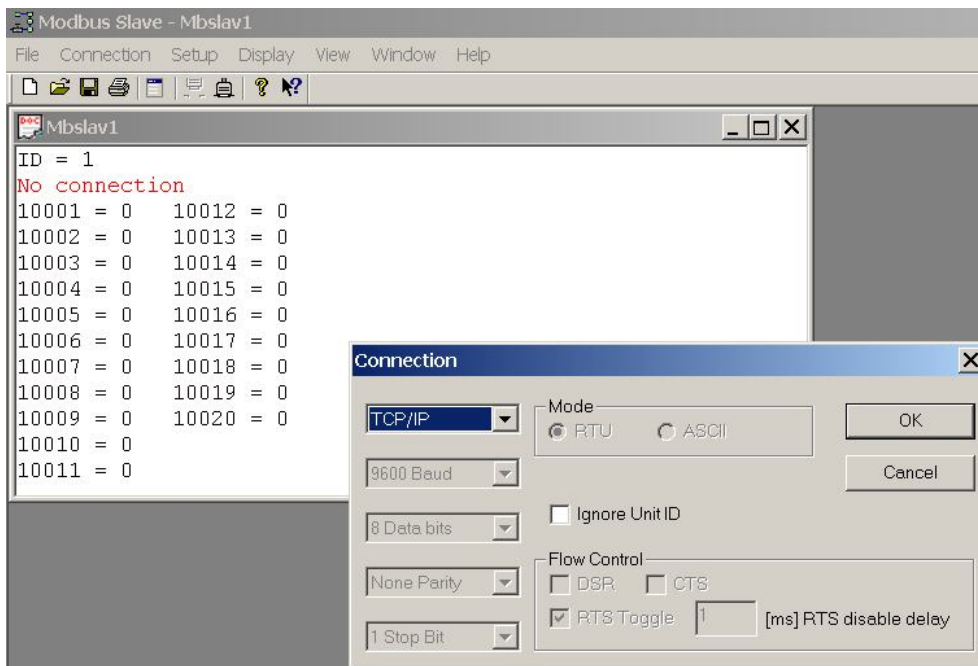 Modbus Slave - Mbslav1
File Connection Setup Display View Window Help
Mbslav1
ID = 1
No connection
10001 = 0 10012 = 0
10002 = 0 10013 = 0
10003 = 0 10014 = 0
10004 = 0 10015 = 0
10005 = 0 10016 = 0
10006 = 0 10017 = 0
10007 = 0 10018 = 0
10008 = 0 10019 = 0
10009 = 0 10020 = 0
10010 = 0
10011 = 0
Connection
TCP/IP
9600 Baud
8 Data bits
None Parity
1 Stop Bit
Mode
RTU ASCII
Ignore Unit ID
Flow Control
DSR CTS
RTS Toggle 1 [ms] RTS disable delay
OK
Cancel